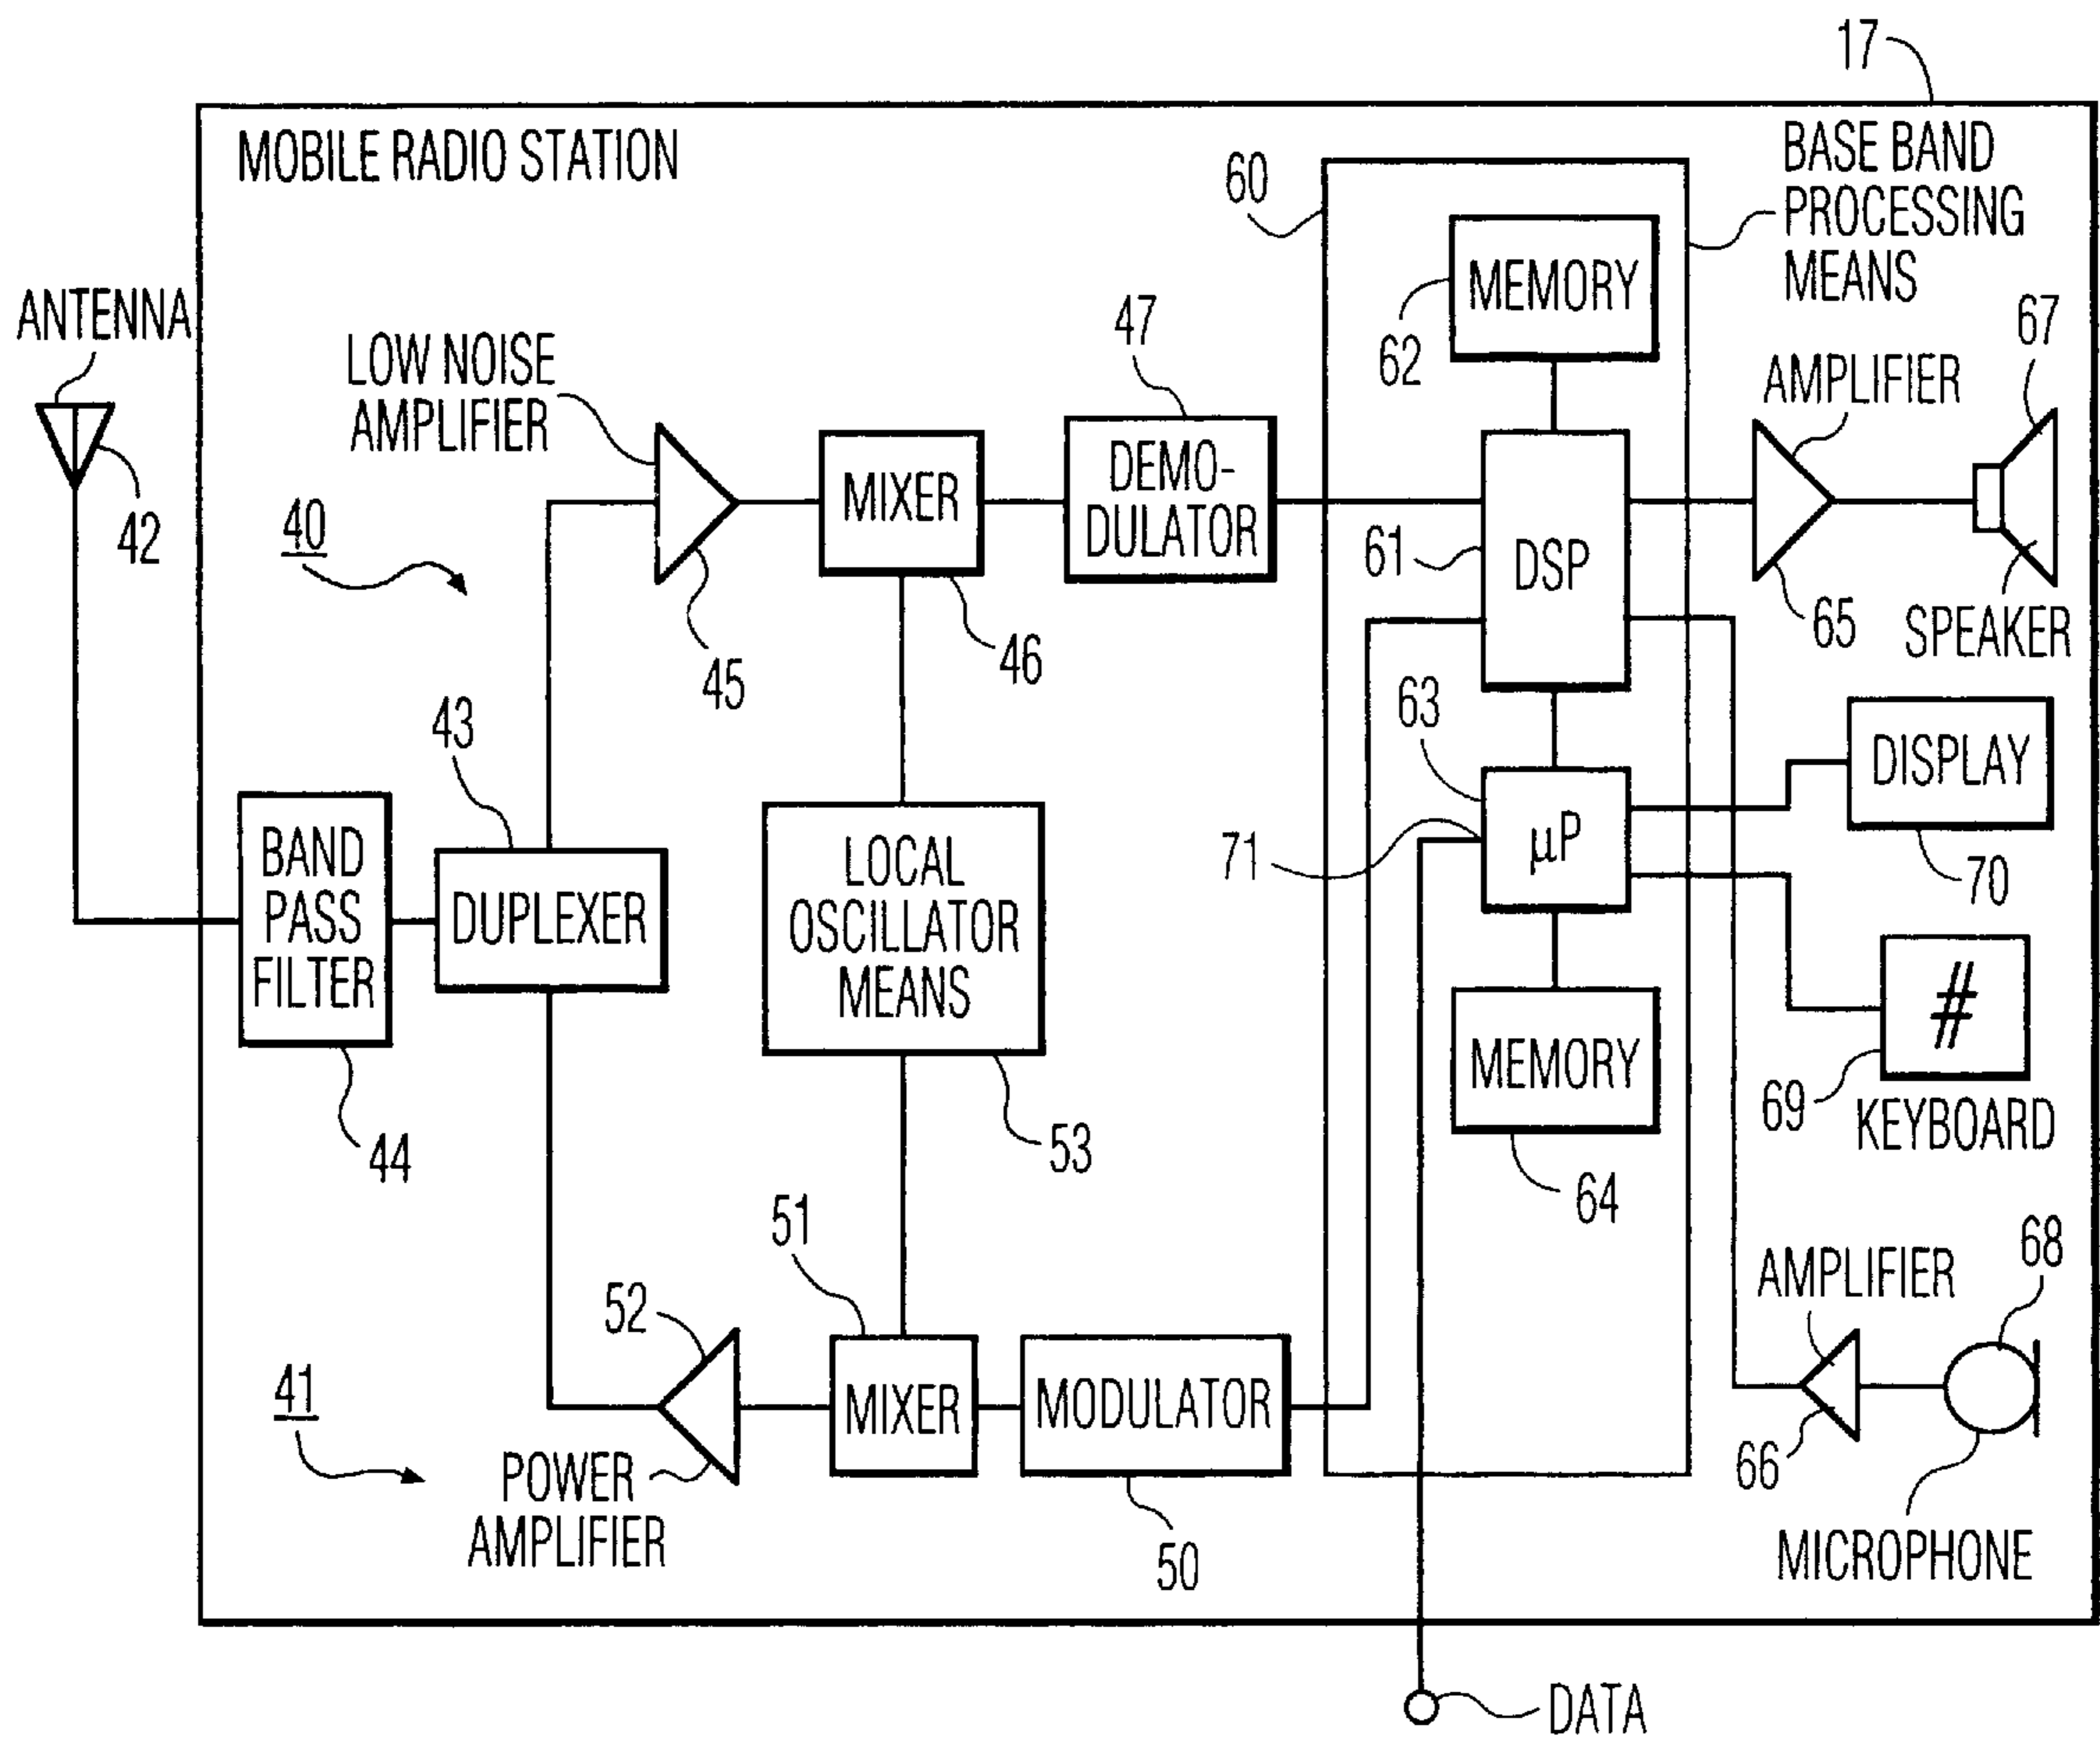 17
MOBILE RADIO STATION
BASE BAND
PROCESSING
MEANS
60
MEMORY
62
ANTENNA
42
LOW NOISE
AMPLIFIER
45
40
MIXER
46
47
DEMO-
DULATOR
61
DSP
AMPLIFIER
65
67
SPEAKER
43
DUPLEXER
BAND
PASS
FILTER
44
LOCAL
OSCILLATOR
MEANS
53
63
71
μP
DISPLAY
70
#
69
KEYBOARD
MEMORY
64
51
52
41
POWER
AMPLIFIER
MIXER
MODULATOR
50
AMPLIFIER
66
68
MICROPHONE
DATA